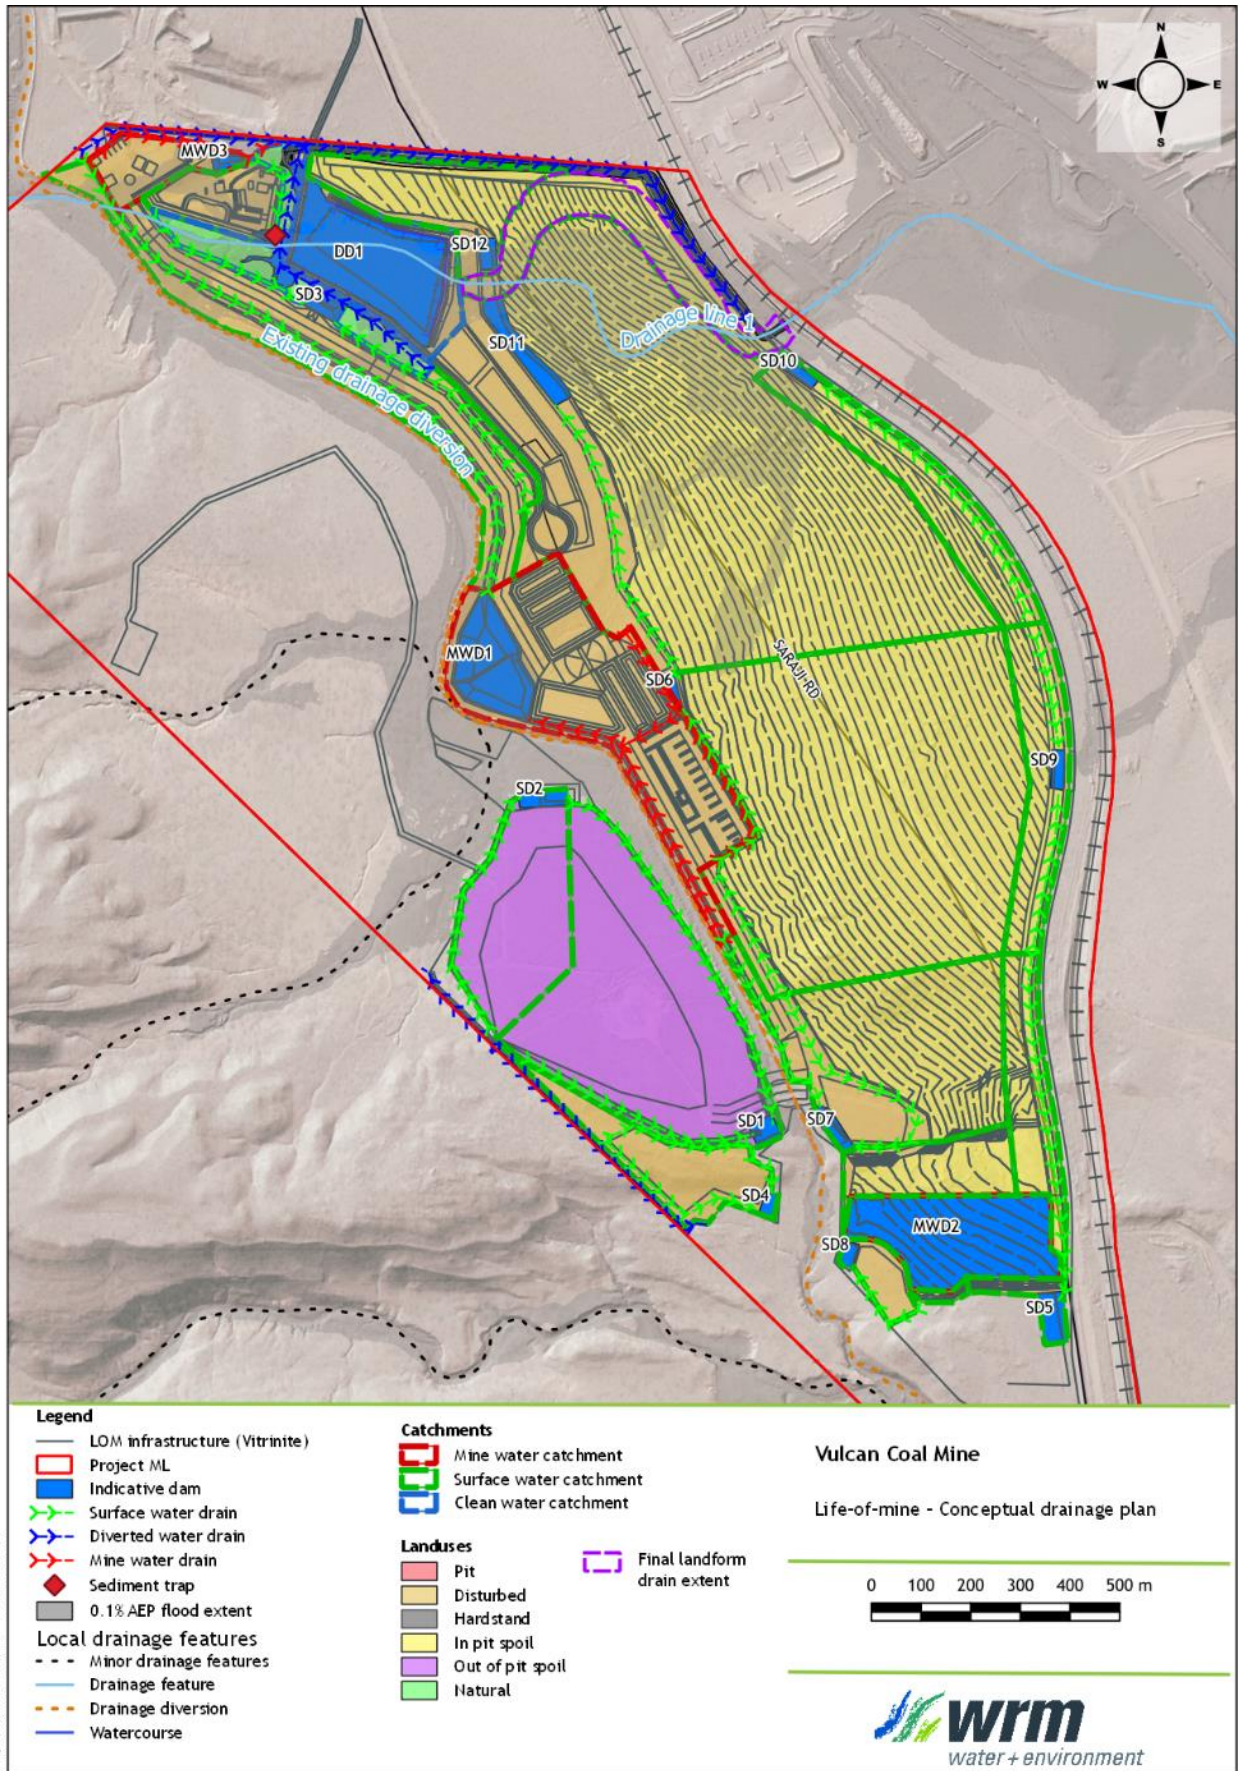 N
W
E
S
MWD3
DD1
SD12
SD3
SD11
Drainage line 1
SD10
Existing drainage diversion
MWD1
SD6
SARAJI RD
SD9
SD2
SD1
SD7
SD4
MWD2
SD8
SD5
Legend
LOM infrastructure (Vitrinite)
Project ML
Indicative dam
Surface water drain
Diverted water drain
Mine water drain
Sediment trap
0.1% AEP flood extent
Local drainage features
Minor drainage features
Drainage feature
Drainage diversion
Watercourse
Catchments
Mine water catchment
Surface water catchment
Clean water catchment
Landuses
Pit
Disturbed
Hardstand
In pit spoil
Out of pit spoil
Natural
Final landform
drain extent
Vulcan Coal Mine
Life-of-mine - Conceptual drainage plan
0 100 200 300 400 500 m
wrm
water + environment